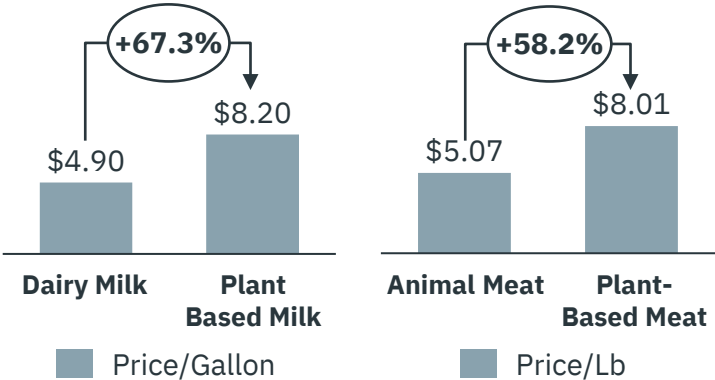 +67.3%
$8.20
$4.90
Dairy Milk
Plant
Based Milk
Price/Gallon
+58.2%
$8.01
$5.07
Animal Meat
Plant-
Based Meat
Price/Lb